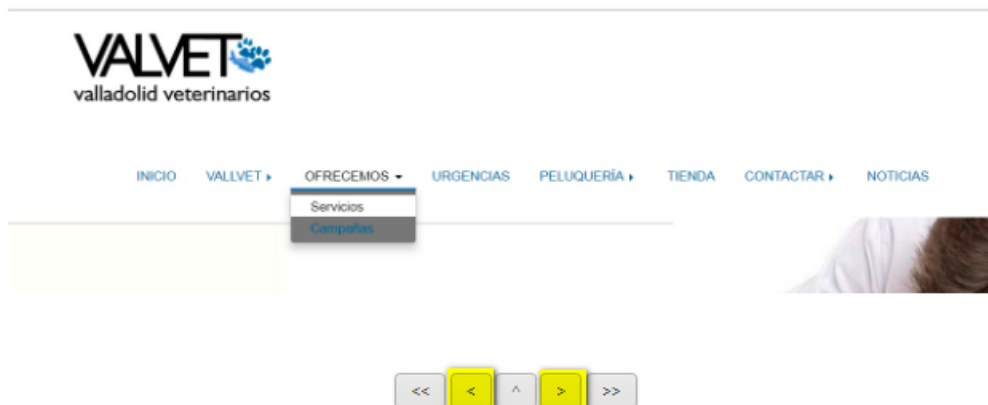 VALVET
valladolid veterinarios
INICIO VALLVET OFRECEMOS URGENCIAS PELUQUERÍA TIENDA CONTACTAR NOTICIAS
Servicios
Campañas
<< < ^ > >>